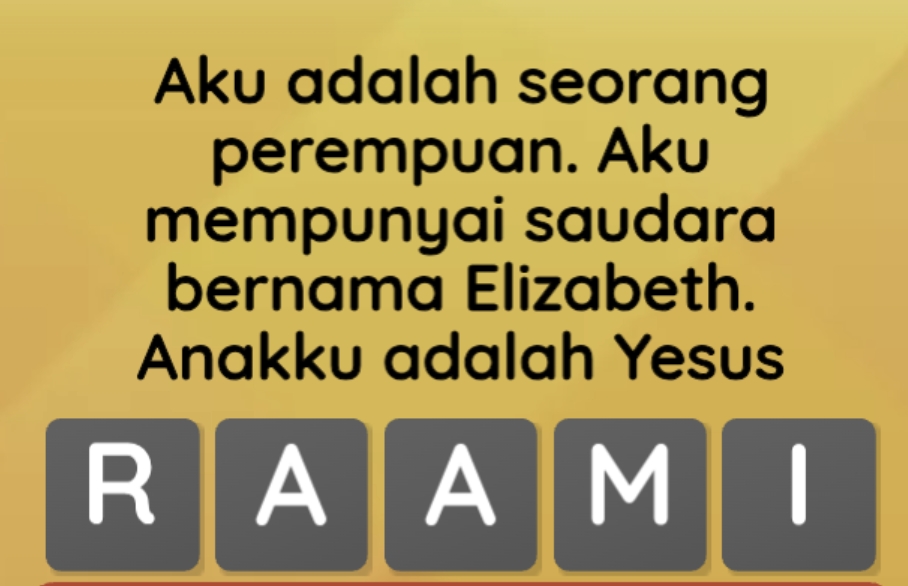 Aku adalah seorang
perempuan. Aku
mempunyai saudara
bernama Elizabeth.
Anakku adalah Yesus
R A A M I